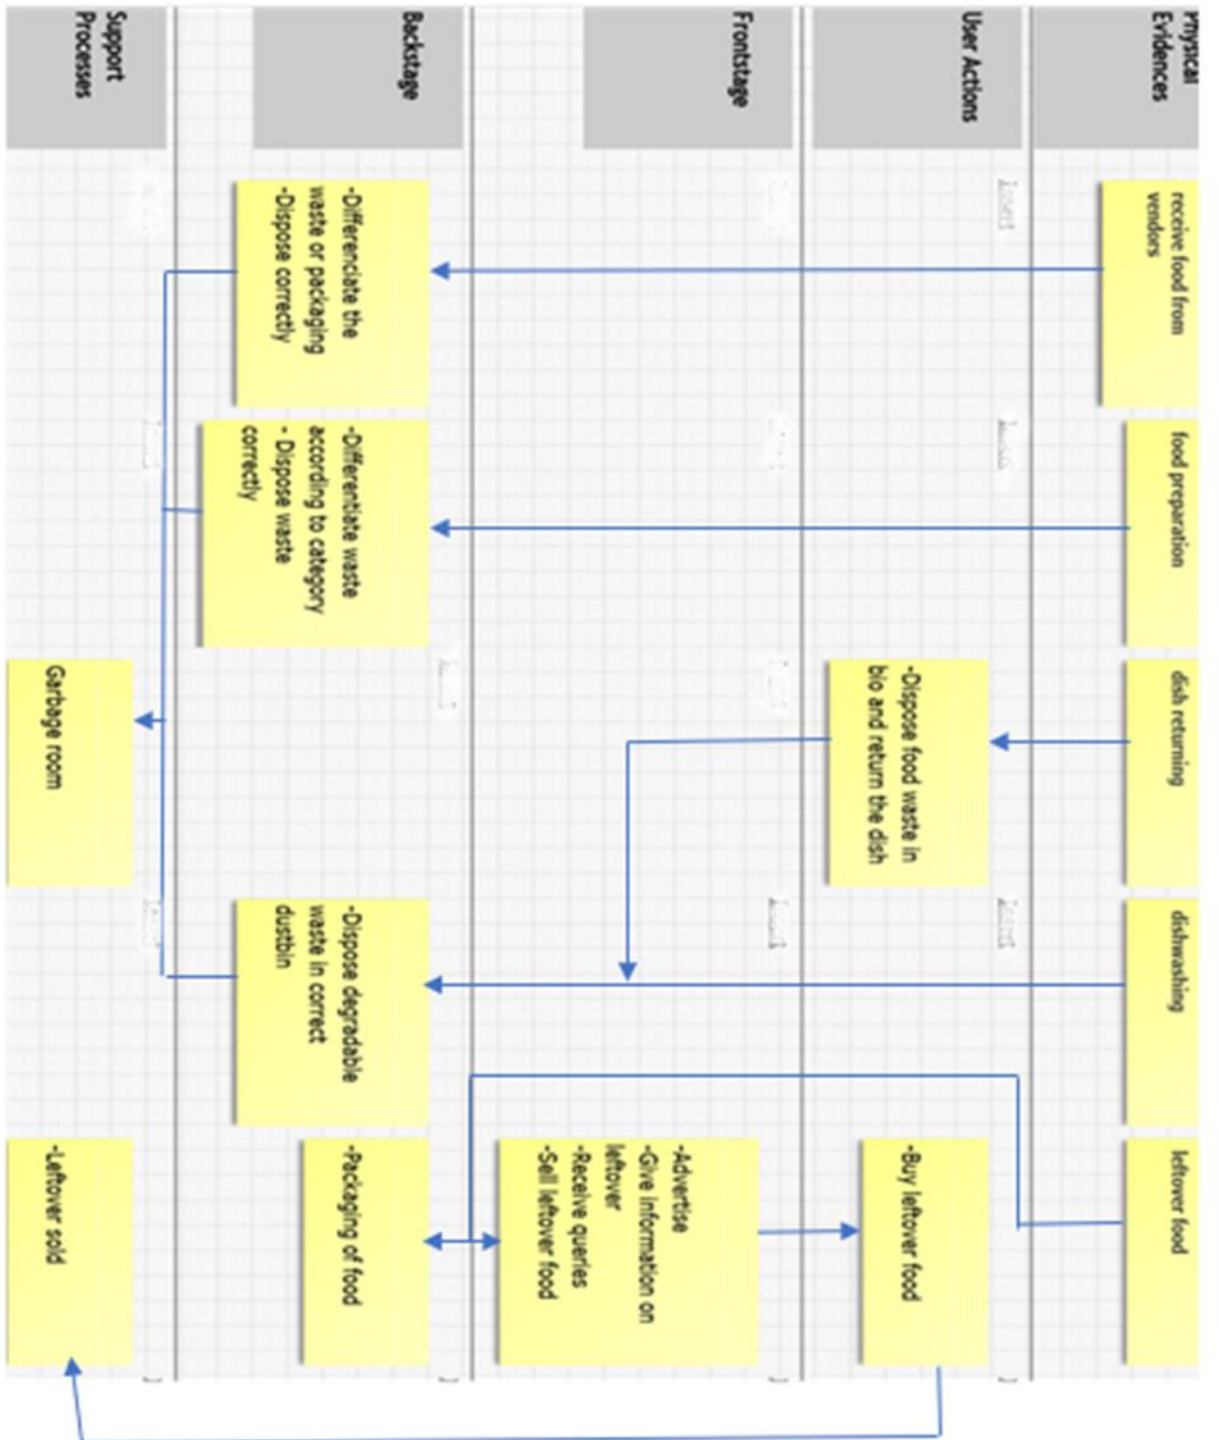 Physical
Evidences
receive food from
vendors
food preparation
dish returning
dishwashing
leftover food
User Actions
-Dispose food waste in
bio and return the dish
-Buy leftover food
Frontstage
-Advertise
-Give information on
leftover
-Receive queries
-Sell leftover food
Backstage
-Differenciate the
waste or packaging
-Dispose correctly
-Differentiate waste
according to category
- Dispose waste
correctly
-Dispose degradable
waste in correct
dustbin
-Packaging of food
Support
Processes
Garbage room
-Leftover sold